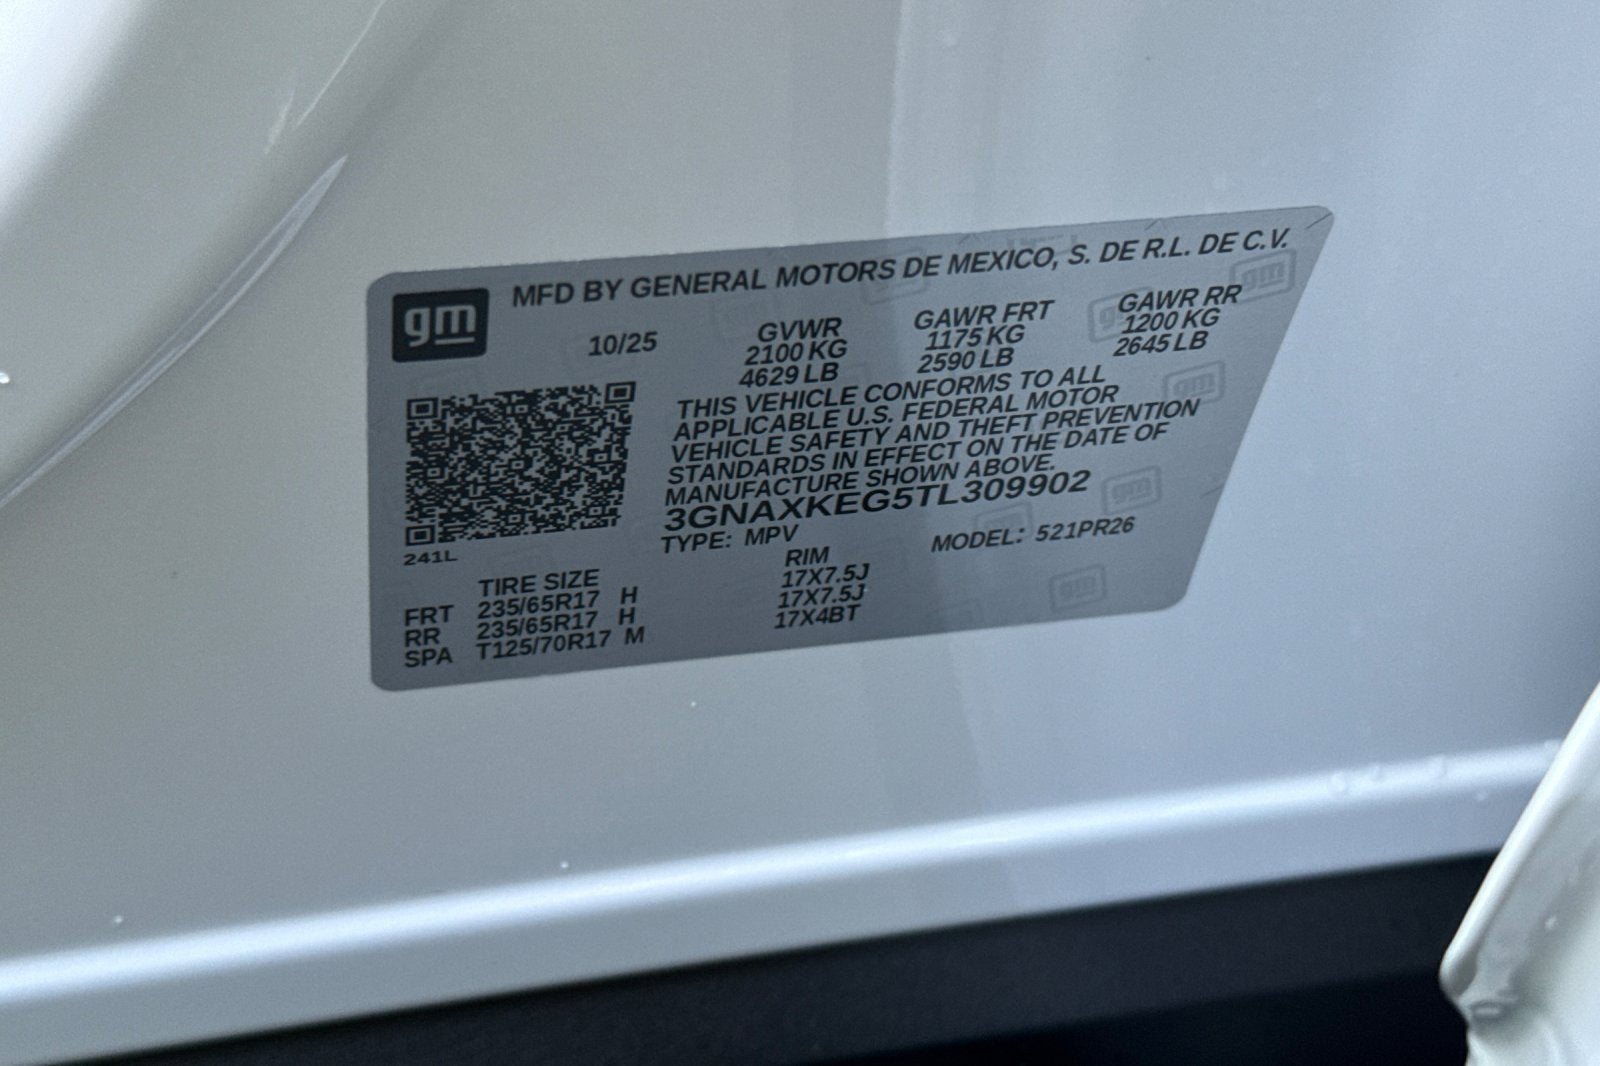 gm MFD BY GENERAL MOTORS DE MEXICO, S. DE R.L. DE C.V.
10/25
GVWR
2100 KG
4629 LB
GAWR FRT
1175 KG
2590 LB
GAWR RR
1200 KG
2645 LB
THIS VEHICLE CONFORMS TO ALL
APPLICABLE U.S. FEDERAL MOTOR
VEHICLE SAFETY AND THEFT PREVENTION
STANDARDS IN EFFECT ON THE DATE OF
MANUFACTURE SHOWN ABOVE.
3GNAXKEG5TL309902
TYPE: MPV MODEL: 521PR26
241L
TIRE SIZE RIM
FRT 235/65R17 H 17X7.5J
RR 235/65R17 H 17X7.5J
SPA T125/70R17 M 17X4BT